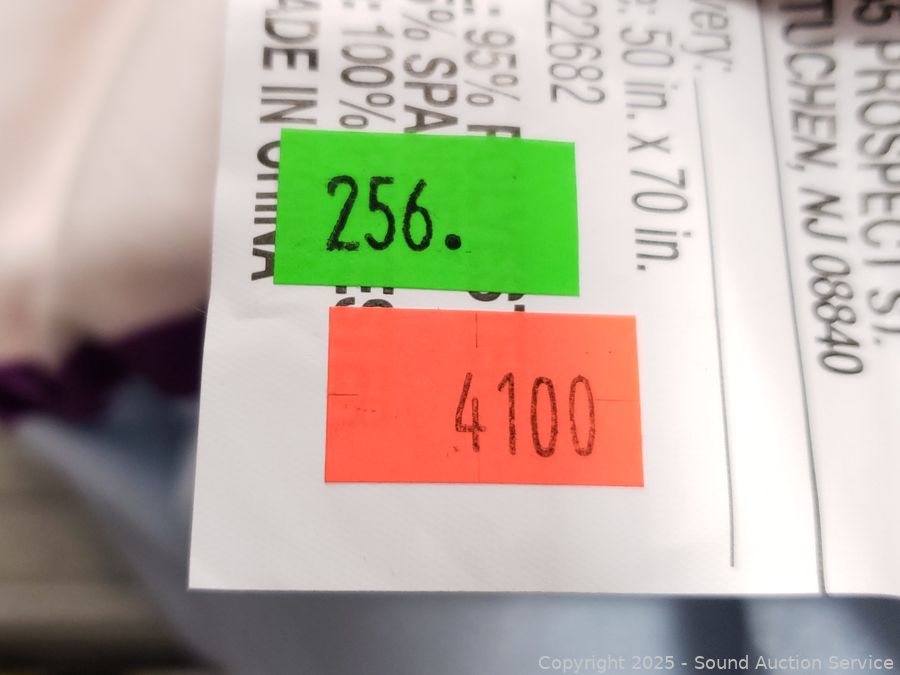 256.
4100
very:
: 50 in. x 70 in.
22682
: 95%
% SPA
: 100%
ADE IN CHINA
PROSPECT ST.
TUCHEN, NJ 08840
Copyright 2025 - Sound Auction Service